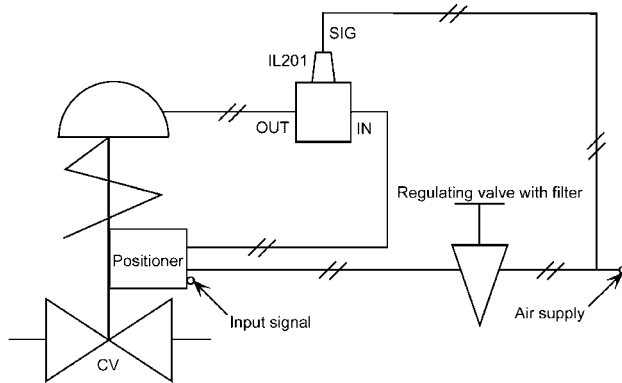 SIG
IL201
OUT
IN
Regulating valve with filter
Positioner
Input signal
Air supply
CV